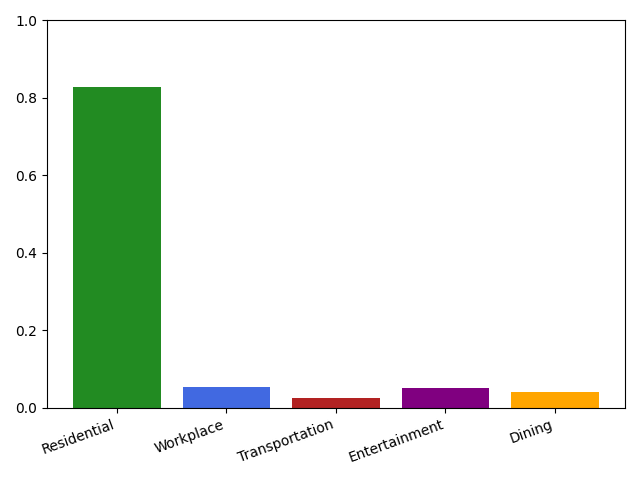 1.0
0.8
0.6
0.4
0.2
0.0
Residential
Workplace
Transportation
Entertainment
Dining